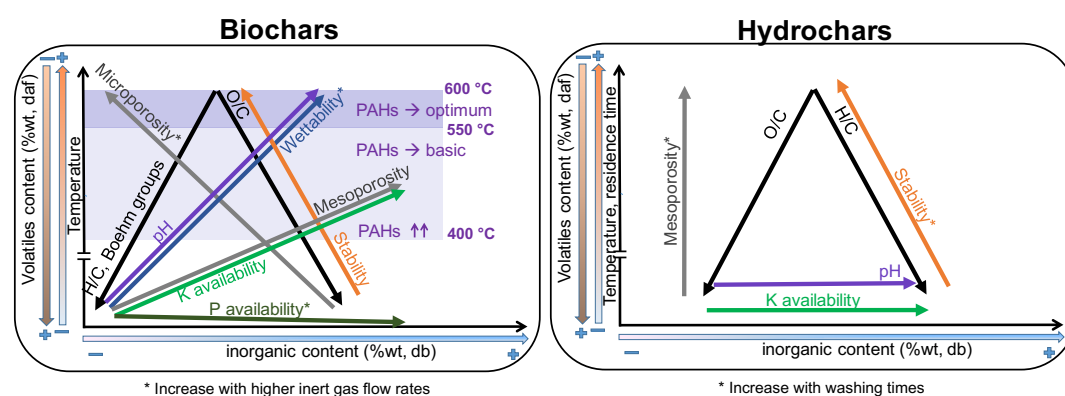 Biochars
Volatiles content (%wt, daf)
− +
+ −
Temperature
Microporosity*
H/C, Boehm groups
O/C
pH
Wettability*
Mesoporosity
K availability
Stability
P availability*
600 °C
PAHs → optimum
550 °C
PAHs → basic
PAHs ↑↑
400 °C
− +
inorganic content (%wt, db)
* Increase with higher inert gas flow rates
Hydrochars
Volatiles content (%wt, daf)
− +
+ −
Temperature, residence time
Mesoporosity*
O/C
H/C
Stability*
pH
K availability
− +
inorganic content (%wt, db)
* Increase with washing times